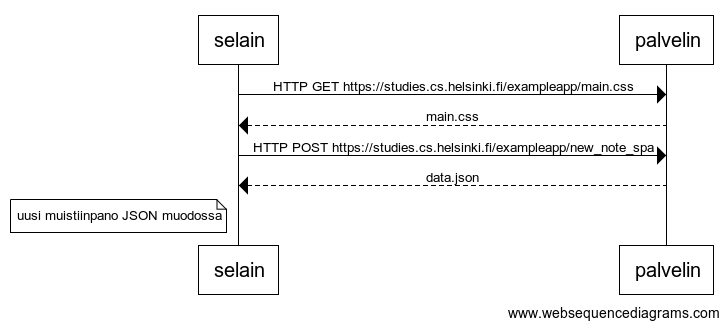 selain
palvelin
HTTP GET https://studies.cs.helsinki.fi/exampleapp/main.css
main.css
HTTP POST https://studies.cs.helsinki.fi/exampleapp/new_note_spa
data.json
uusi muistiinpano JSON muodossa
selain
palvelin
www.websequencediagrams.com